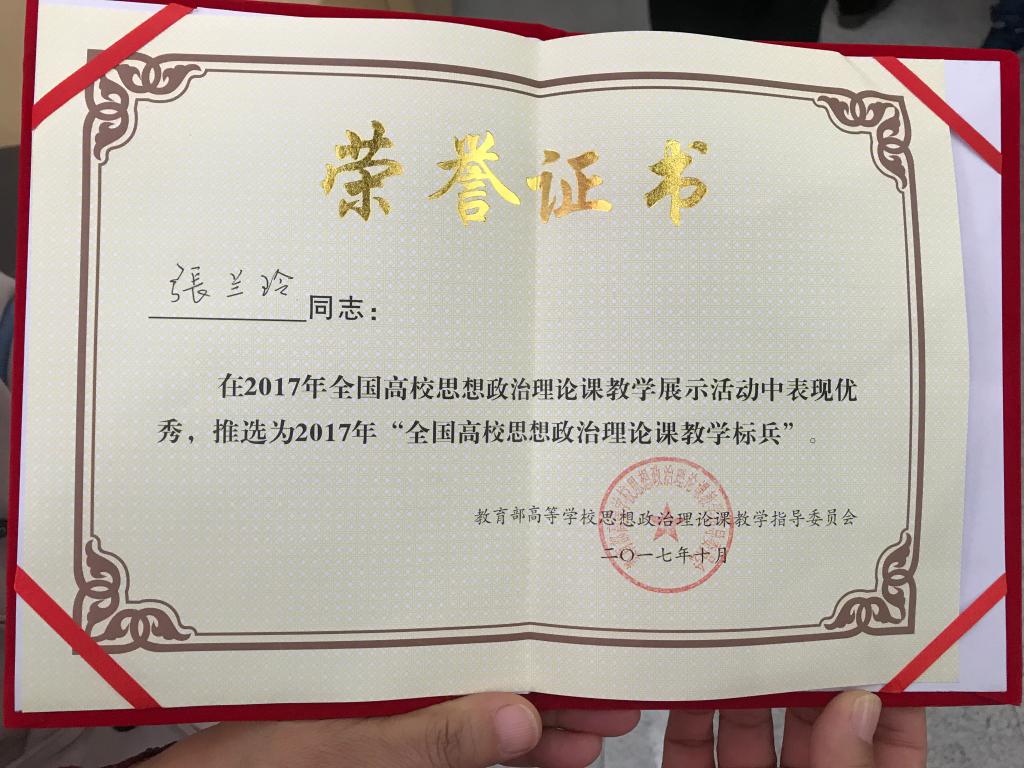 荣誉证书
張兰玲同志：
在2017年全国高校思想政治理论课教学展示活动中表现优
秀，推选为2017年“全国高校思想政治理论课教学标兵”。
教育部高等学校思想政治理论课教学指导委员会
二〇一七年十月